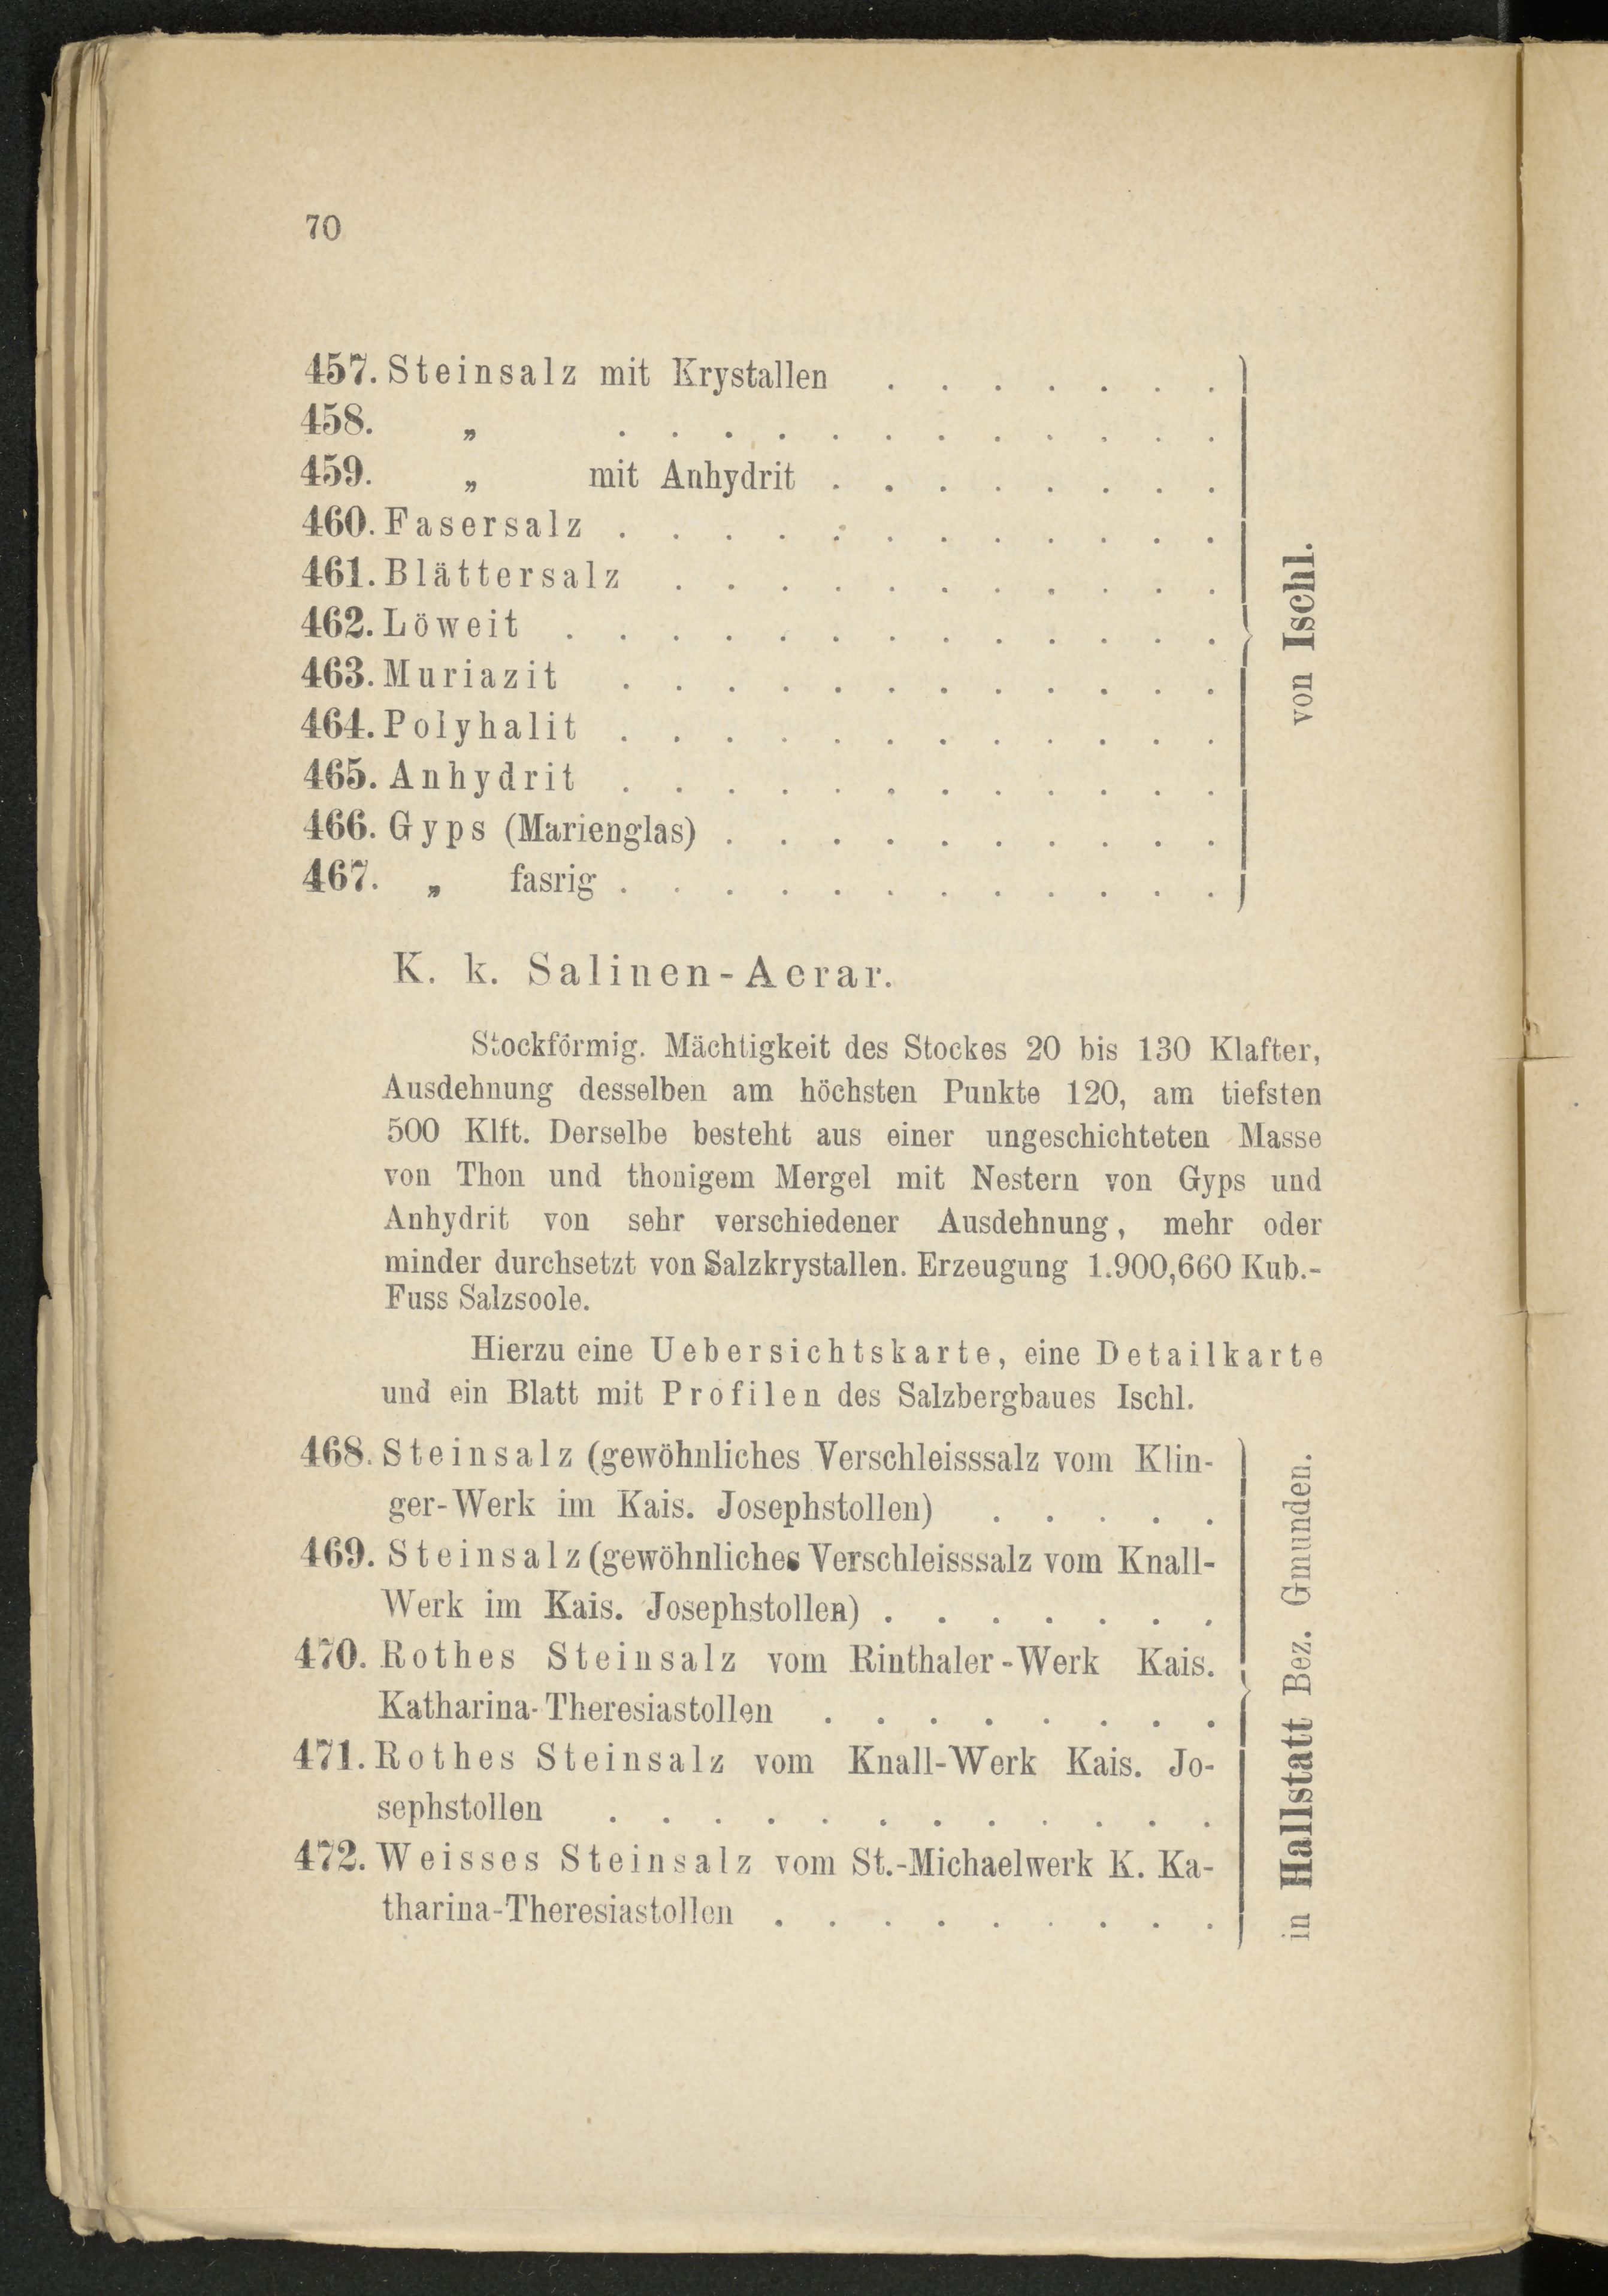 70
457. Steinsalz mit Krystallen . . . . . . .
458. „ . . . . . . . . . . . .
459. „ mit Anhydrit . . . . . . . .
460. Fasersalz . . . . . . . . . . . .
461. Blättersalz . . . . . . . . . . .
462. Löweit . . . . . . . . . . . . .
463. Muriazit . . . . . . . . . . . .
464. Polyhalit . . . . . . . . . . . .
465. Anhydrit . . . . . . . . . . . .
466. Gyps (Marienglas) . . . . . . . . . .
467. „ fasrig . . . . . . . . . . . .
von Ischl.
K. k. Salinen-Aerar.
Stockförmig. Mächtigkeit des Stockes 20 bis 130 Klafter,
Ausdehnung desselben am höchsten Punkte 120, am tiefsten
500 Klft. Derselbe besteht aus einer ungeschichteten Masse
von Thon und thonigem Mergel mit Nestern von Gyps und
Anhydrit von sehr verschiedener Ausdehnung, mehr oder
minder durchsetzt von Salzkrystallen. Erzeugung 1.900,660 Kub.-
Fuss Salzsoole.
Hierzu eine Uebersichtskarte, eine Detailkarte
und ein Blatt mit Profilen des Salzbergbaues Ischl.
468. Steinsalz (gewöhnliches Verschleisssalz vom Klin-
ger-Werk im Kais. Josephstollen) . . . . .
469. Steinsalz (gewöhnliches Verschleisssalz vom Knall-
Werk im Kais. Josephstollen) . . . . . . .
470. Rothes Steinsalz vom Rinthaler-Werk Kais.
Katharina-Theresiastollen . . . . . . . .
471. Rothes Steinsalz vom Knall-Werk Kais. Jo-
sephstollen . . . . . . . . . . . .
472. Weisses Steinsalz vom St.-Michaelwerk K. Ka-
tharina-Theresiastollen . . . . . . . . .
in Hallstatt Bez. Gmunden.